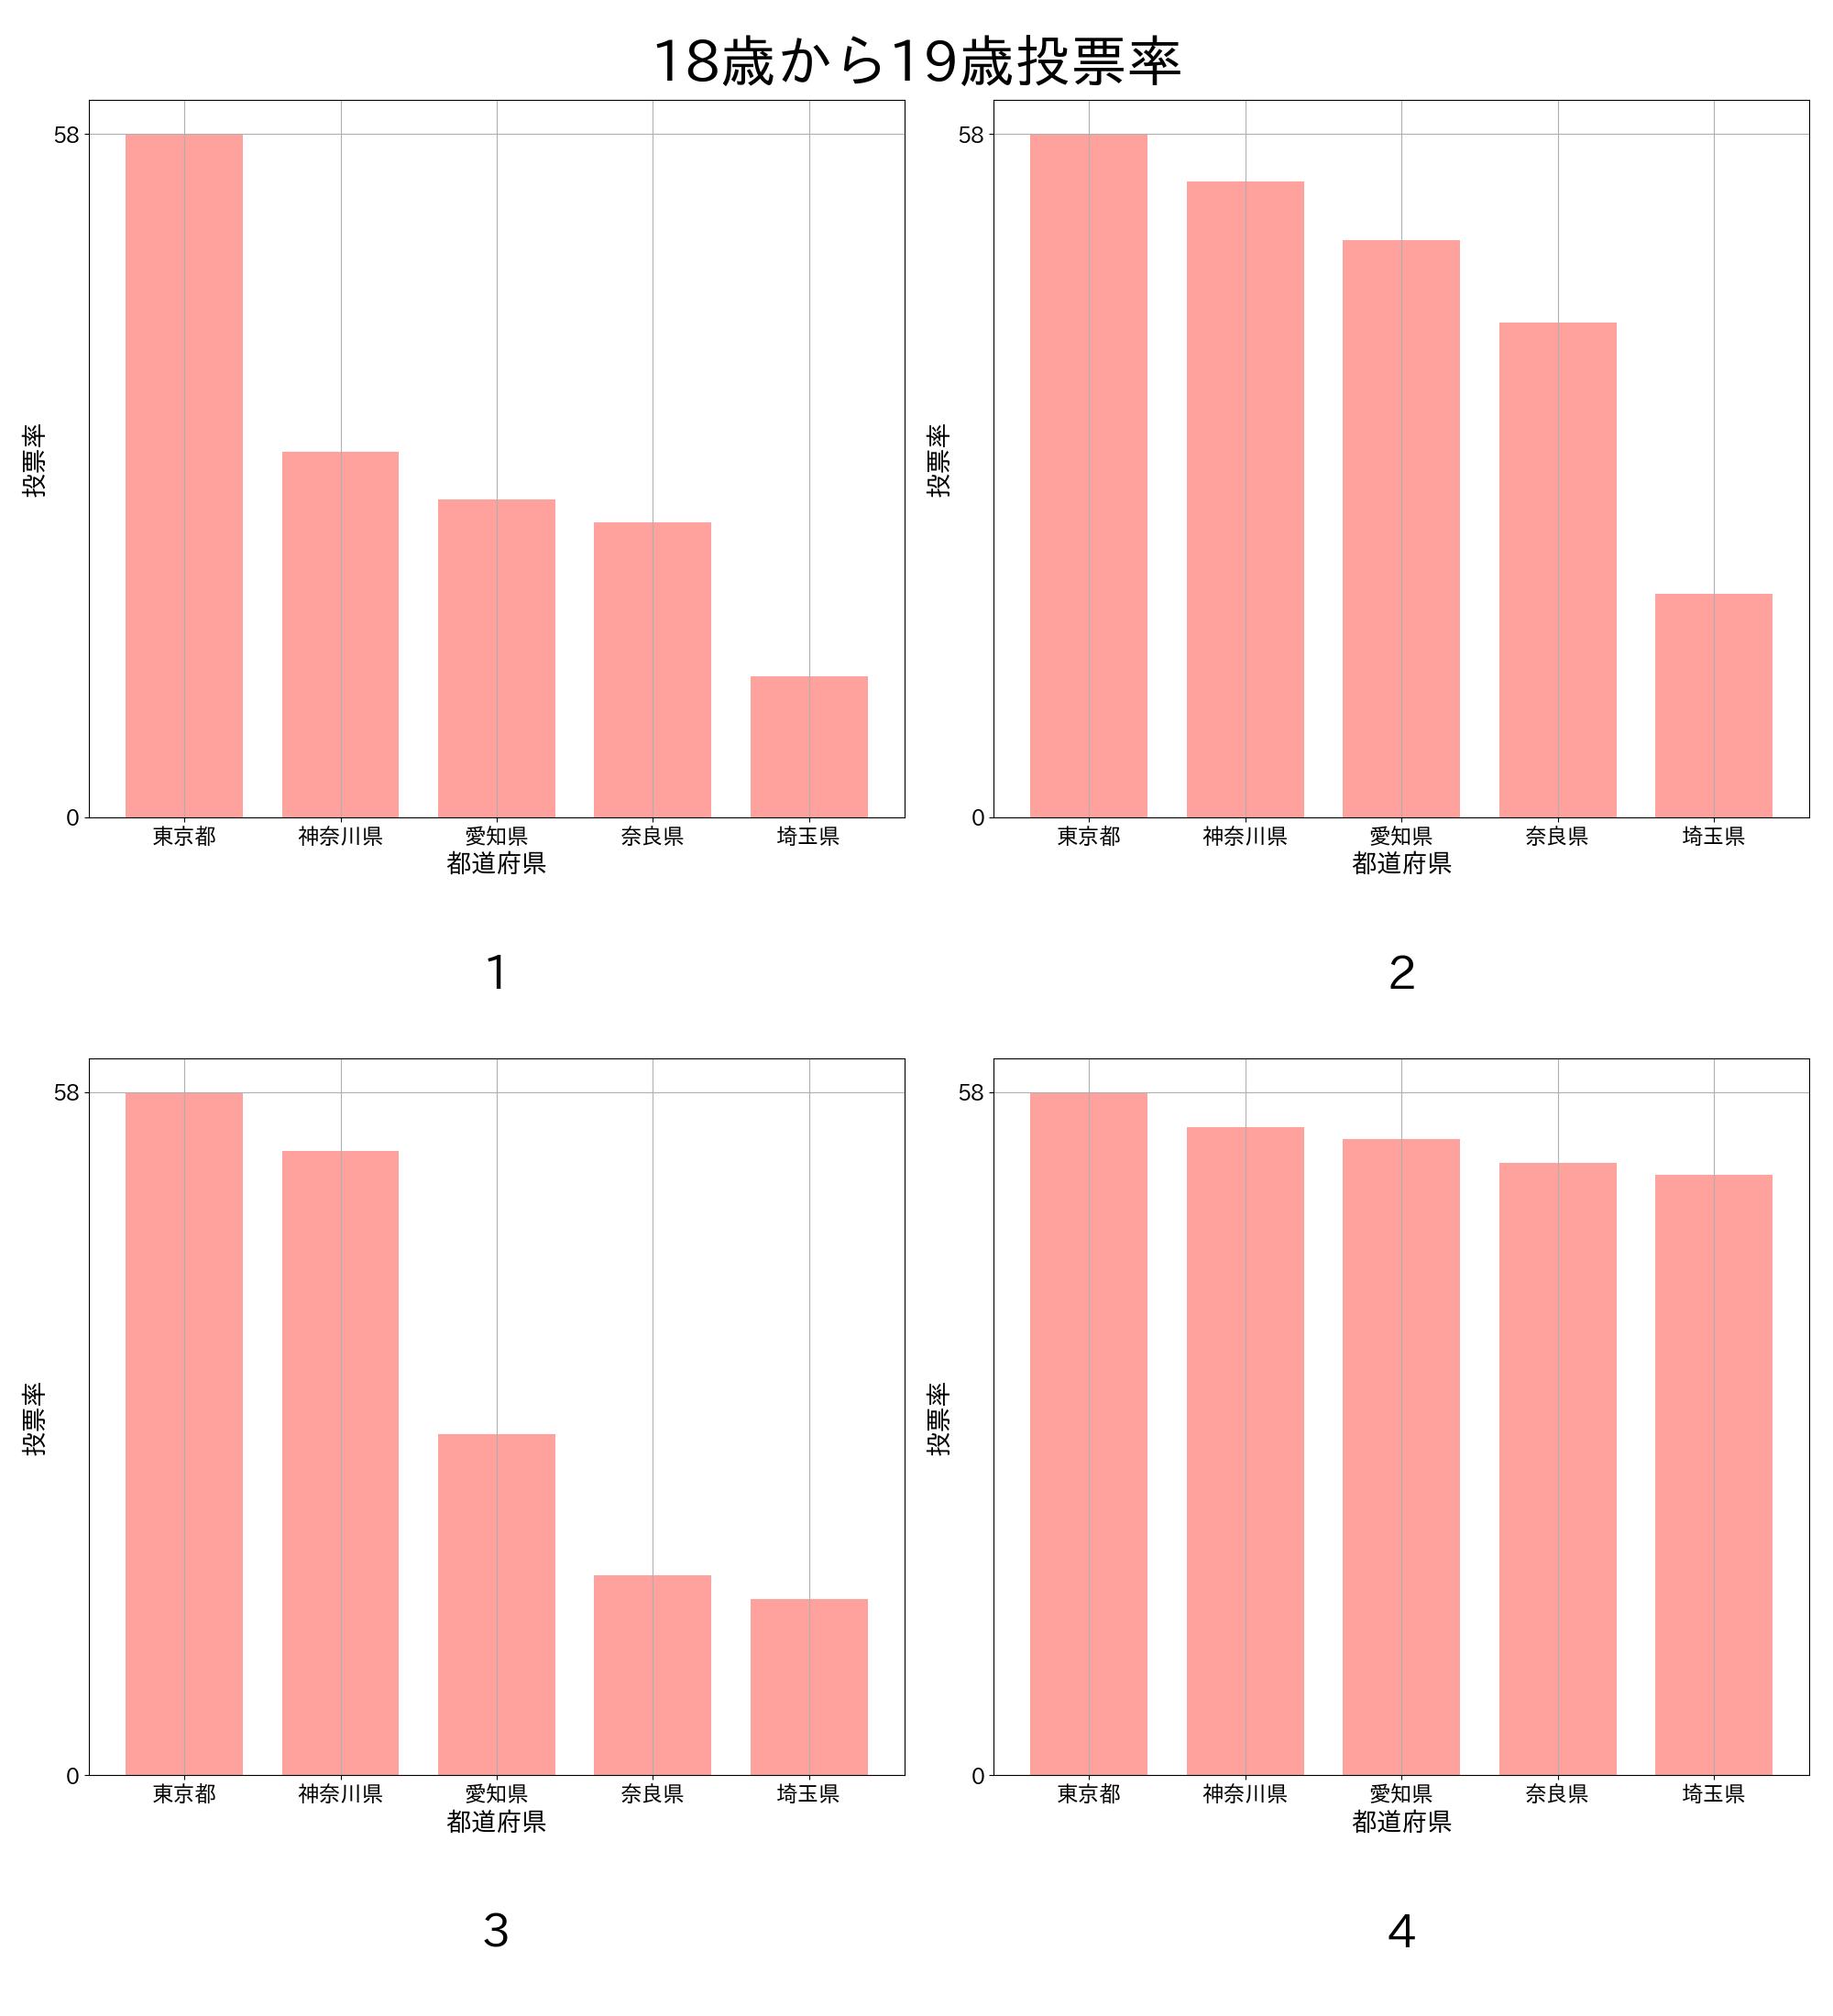 18歳から19歳投票率
58
0
投票率
東京都 神奈川県 愛知県 奈良県 埼玉県
都道府県
1
58
0
投票率
東京都 神奈川県 愛知県 奈良県 埼玉県
都道府県
2
58
0
投票率
東京都 神奈川県 愛知県 奈良県 埼玉県
都道府県
3
58
0
投票率
東京都 神奈川県 愛知県 奈良県 埼玉県
都道府県
4